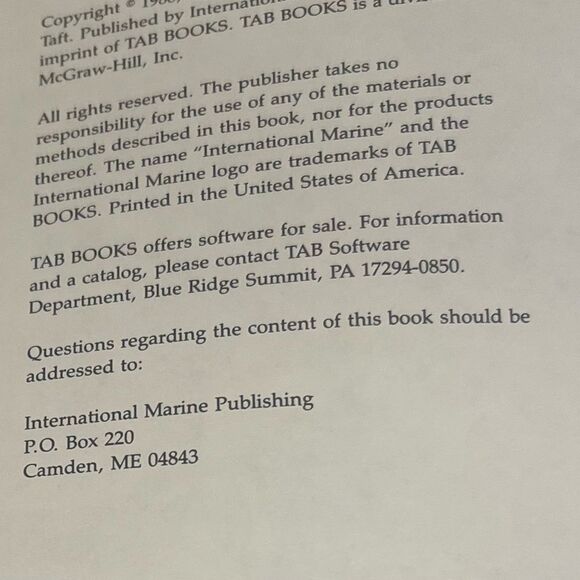 Copyright ©
Taft. Published by
imprint of TAB BOOKS. TAB BOOKS is a
McGraw-Hill, Inc.
All rights reserved. The publisher takes no
responsibility for the use of any of the materials or
methods described in this book, nor for the products
thereof. The name "International Marine" and the
International Marine logo are trademarks of TAB
BOOKS. Printed in the United States of America.
TAB BOOKS offers software for sale. For information
and a catalog, please contact TAB Software
Department, Blue Ridge Summit, PA 17294-0850.
Questions regarding the content of this book should be
addressed to:
International Marine Publishing
P.O. Box 220
Camden, ME 04843